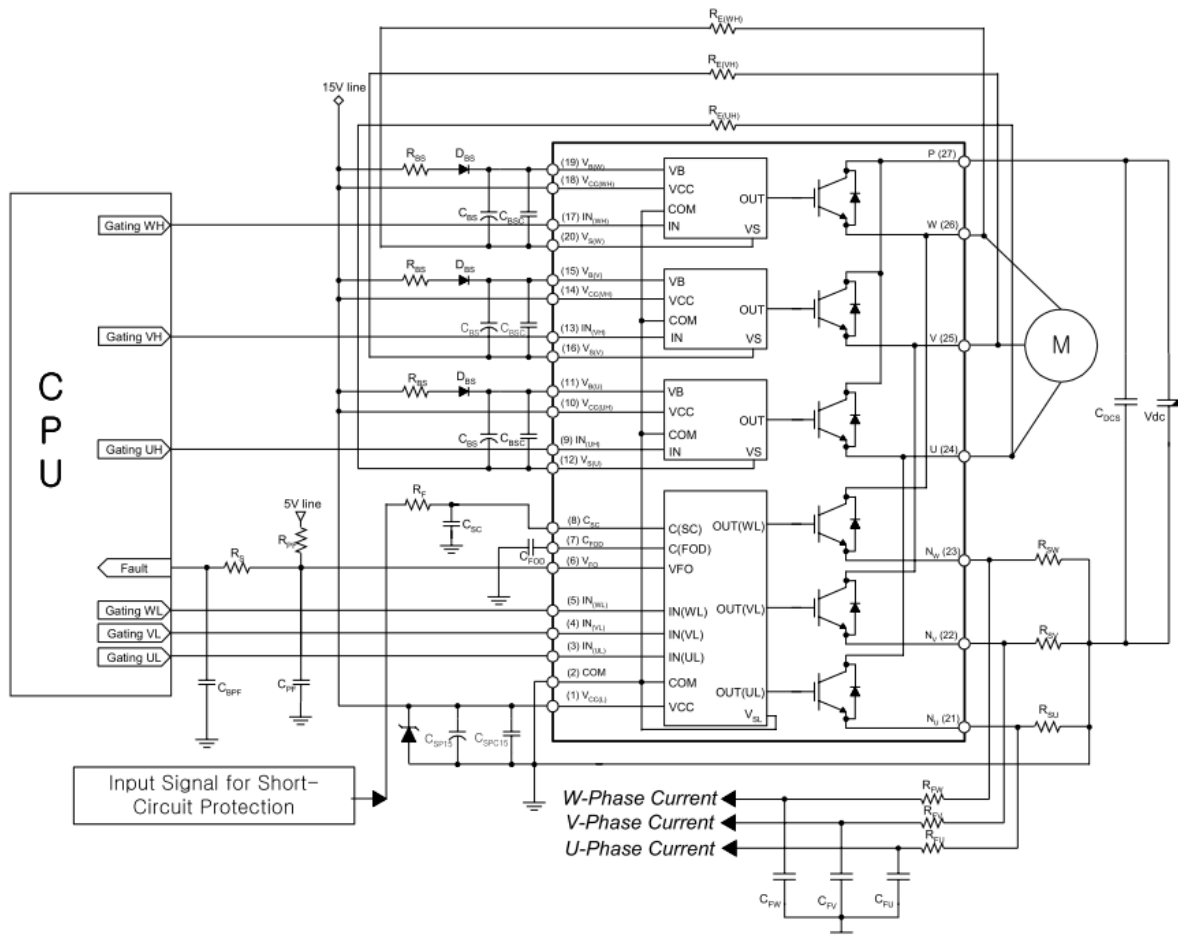 R_E(WH)
R_E(VH)
15V line
R_E(UH)
P (27)
R_BS D_BS (19) V_B(W) VB
(18) V_CC(WH) VCC
OUT
COM
Gating WH C_BS C_BSC (17) IN_(WH) IN
W (26)
(20) V_S(W) VS
R_BS D_BS (15) V_B(V) VB
(14) V_CC(VH) VCC
OUT
COM
Gating VH C_BS C_BSC (13) IN_(VH) IN VS
V (25)
M
(16) V_S(V)
CPU
R_BS D_BS (11) V_B(U) VB
(10) V_CC(UH) VCC
OUT
C_DCS Vdc
COM
Gating UH C_BS C_BSC (9) IN_(UH) IN VS
U (24)
(12) V_S(U)
R_F
5V line
C_SC
R_PF
(8) C_SC C(SC) OUT(WL)
C_FOD (7) C_FOD C(FOD)
R_S
Fault (6) V_FO VFO
N_W (23) R_SW
Gating WL (5) IN_(WL) IN(WL) OUT(VL)
Gating VL (4) IN_(VL) IN(VL)
N_V (22) R_SV
Gating UL (3) IN_(UL) IN(UL)
C_BPF C_PF
(2) COM COM OUT(UL)
(1) V_CC(L) VCC V_SL
N_U (21) R_SU
C_SP15 C_SPC15
Input Signal for Short-
Circuit Protection
W-Phase Current R_FW
V-Phase Current R_FV
U-Phase Current R_FU
C_FW C_FV C_FU